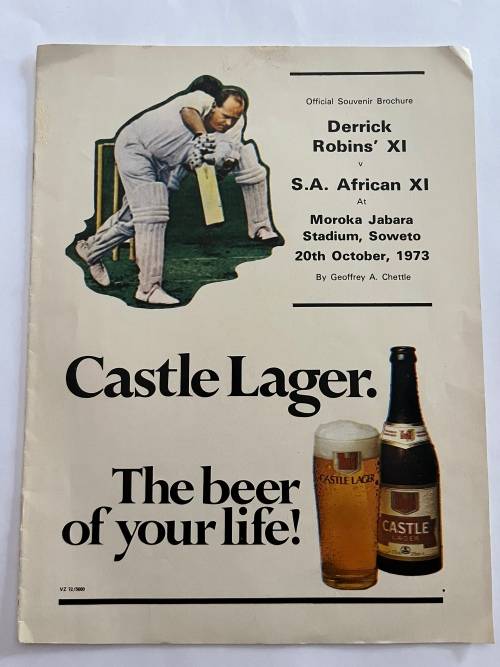 Official Souvenir Brochure
Derrick
Robins' XI
v
S.A. African XI
At
Moroka Jabara
Stadium, Soweto
20th October, 1973
By Geoffrey A. Chettle
Castle Lager.
The beer
of your life!
CASTLE LAGER
CASTLE
LAGER
VZ 72/5600